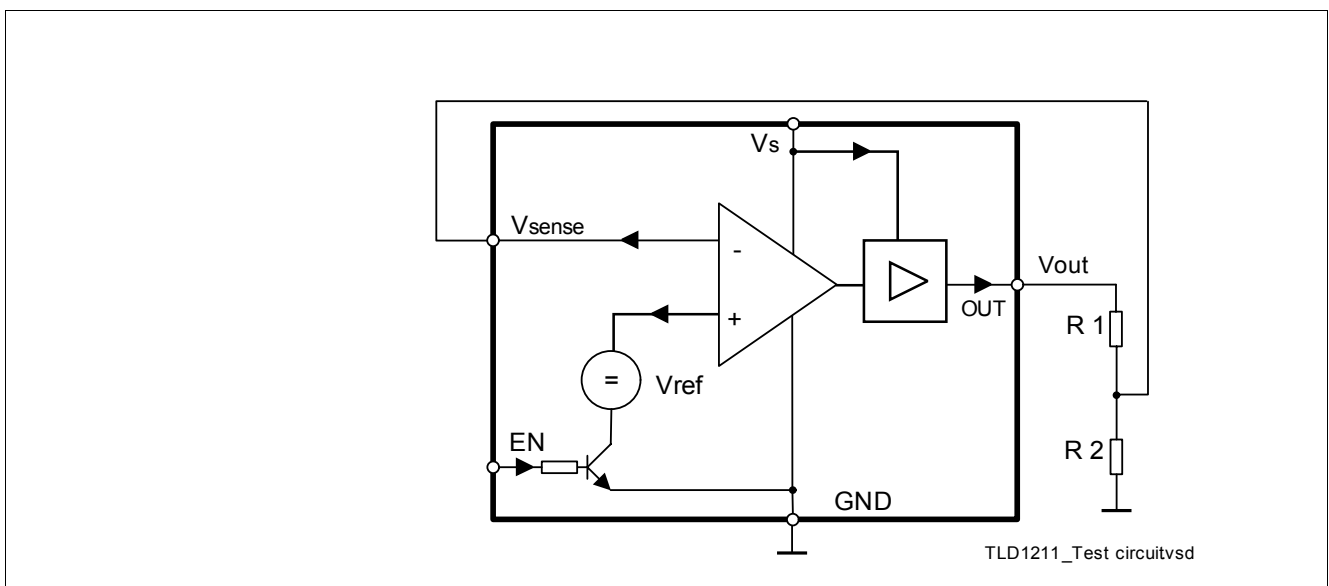 Vs
Vsense
-
Vout
OUT
+
R 1
=
Vref
EN
R 2
GND
TLD1211_Test circuitvsd